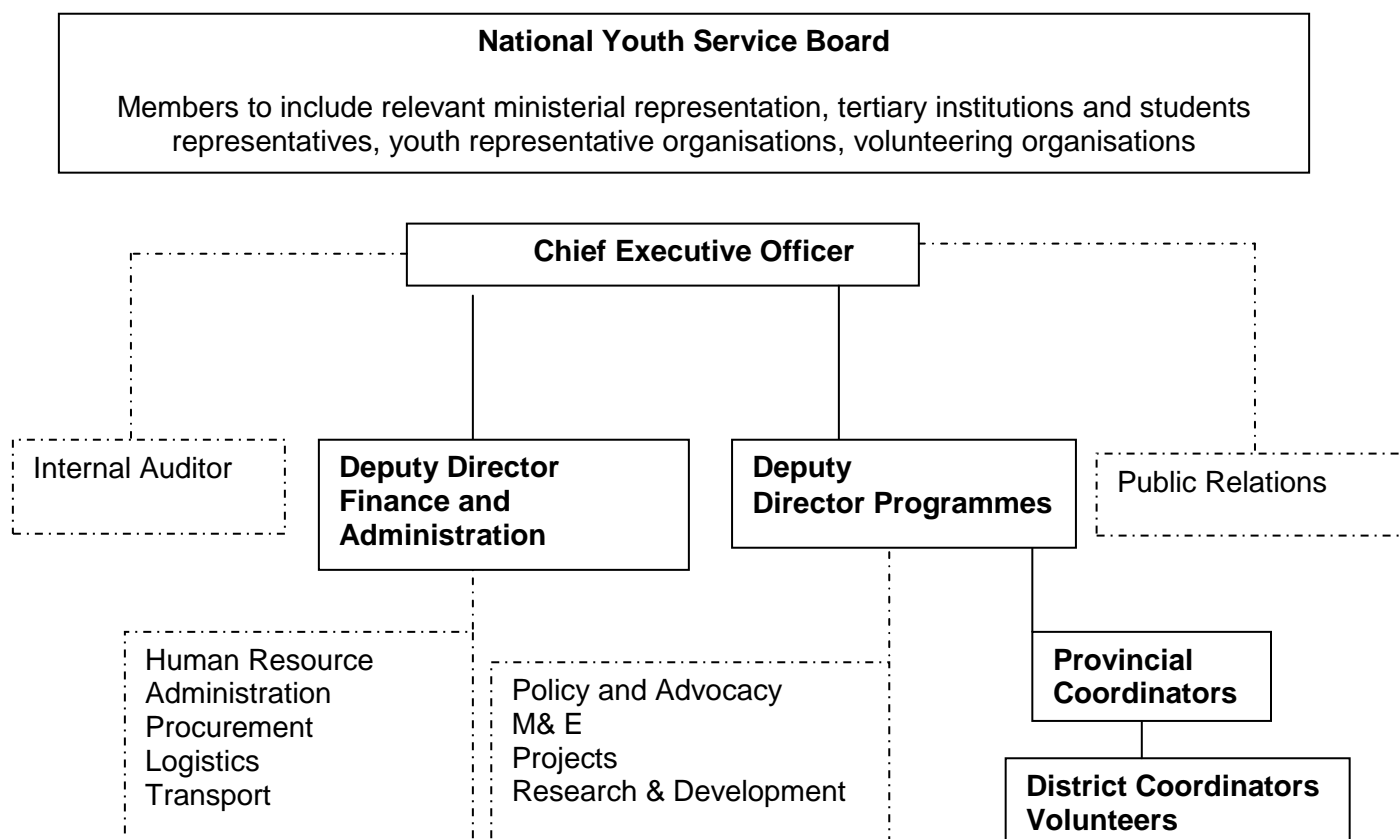 National Youth Service Board
Members to include relevant ministerial representation, tertiary institutions and students
representatives, youth representative organisations, volunteering organisations
Chief Executive Officer
Internal Auditor
Deputy Director
Finance and
Administration
Deputy
Director Programmes
Public Relations
Human Resource
Administration
Procurement
Logistics
Transport
Policy and Advocacy
M& E
Projects
Research & Development
Provincial
Coordinators
District Coordinators
Volunteers